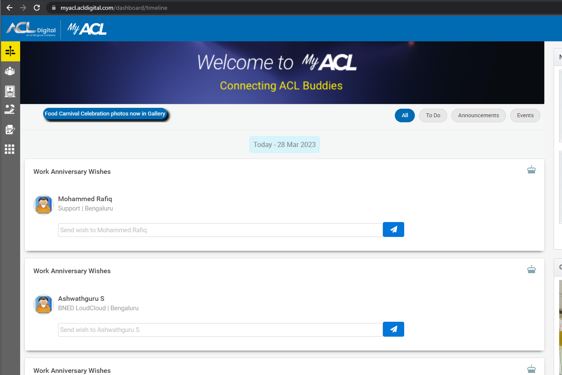 myacl.acldigital.com/dashboard/timeline
ACL Digital
My ACL
Welcome to My ACL
Connecting ACL Buddies
Food Carnival Celebration photos now in Gallery
All
To Do
Announcements
Events
Today - 28 Mar 2023
Work Anniversary Wishes
Mohammed Rafiq
Support | Bengaluru
Send wish to Mohammed Rafiq
Work Anniversary Wishes
Ashwathguru S
BNED LoudCloud | Bengaluru
Send wish to Ashwathguru S
Work Anniversary Wishes